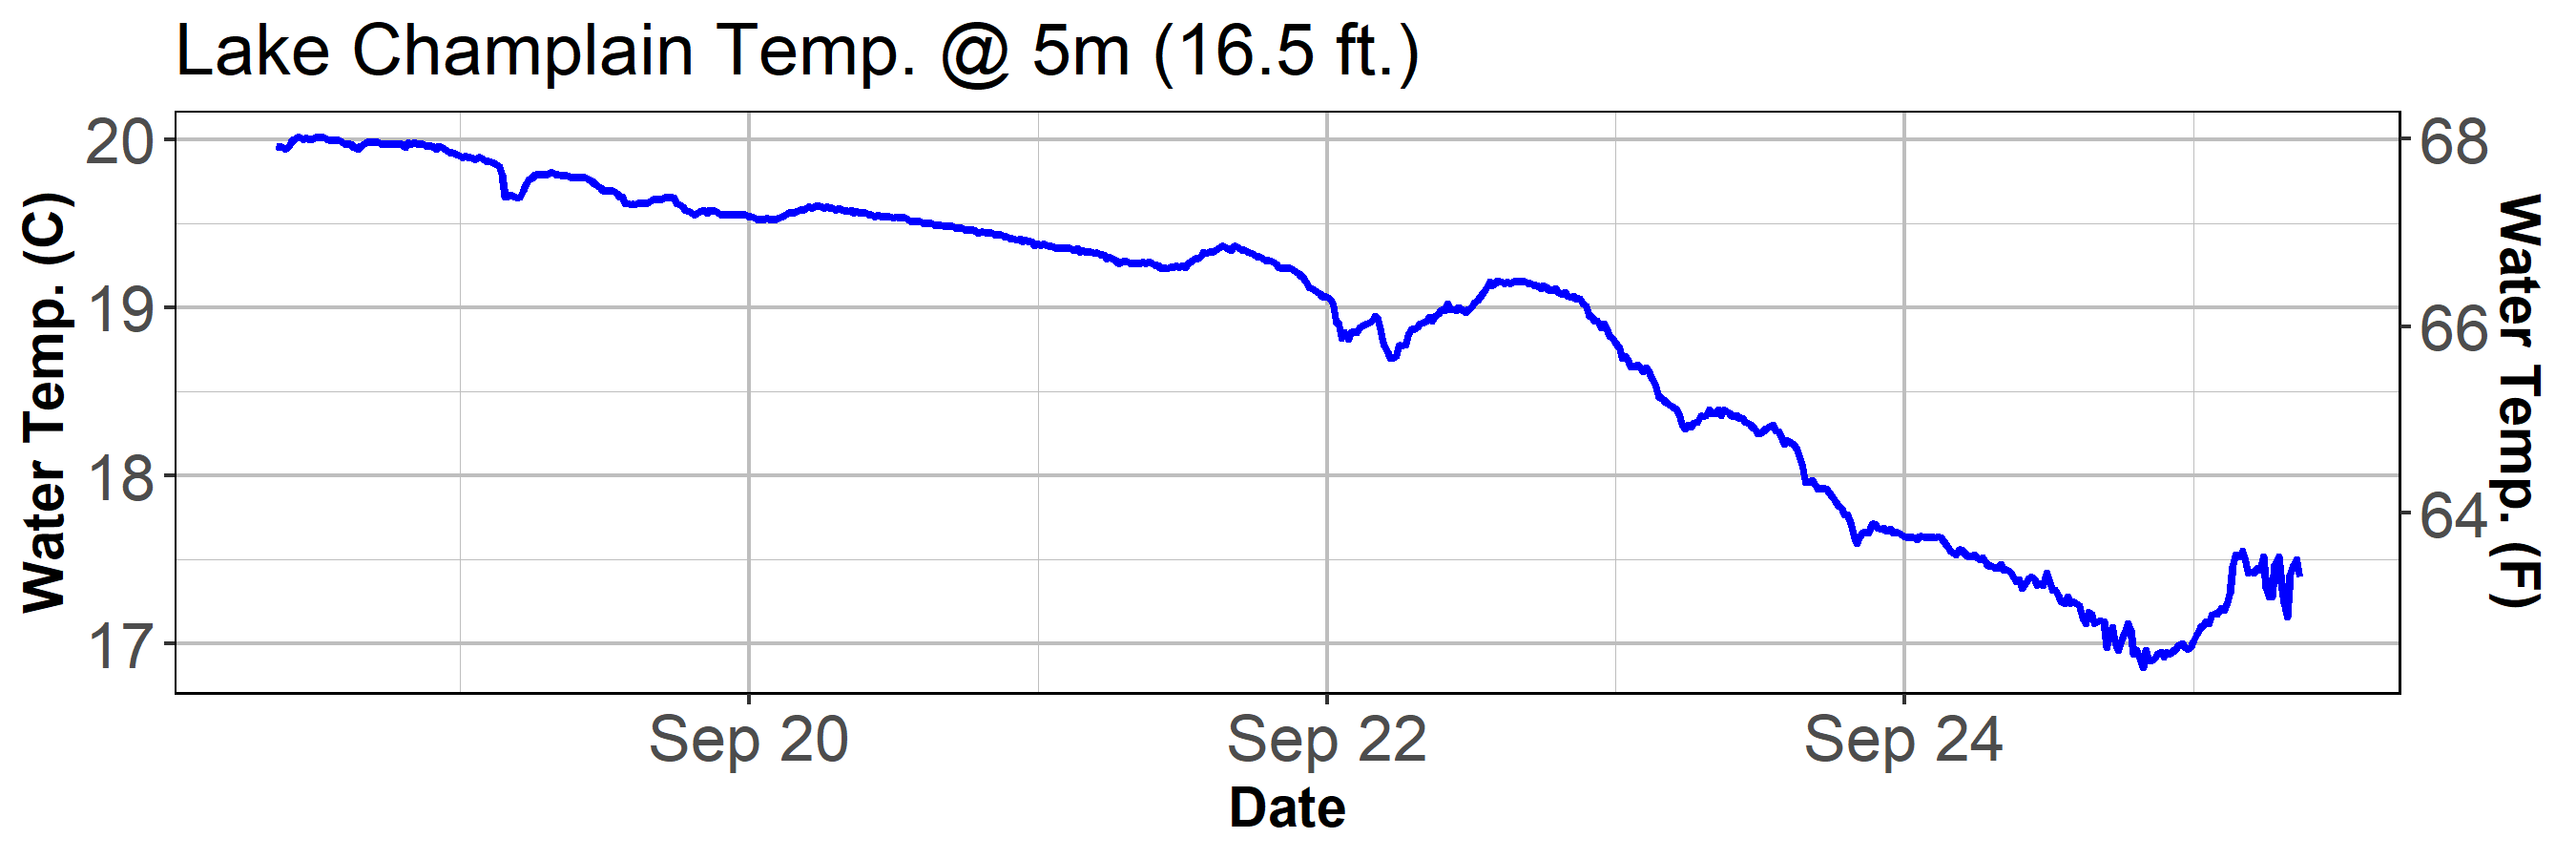 Lake Champlain Temp. @ 5m (16.5 ft.)
Water Temp. (C)
20
19
18
17
68
66
64
Water Temp. (F)
Sep 20
Sep 22
Sep 24
Date